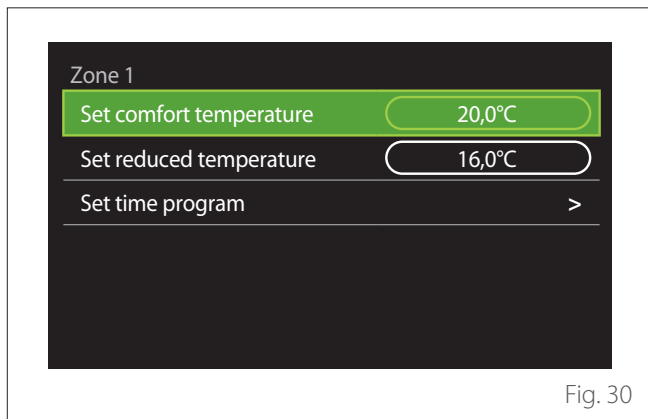 Zone 1
Set comfort temperature 20,0°C
Set reduced temperature 16,0°C
Set time program >
Fig. 30